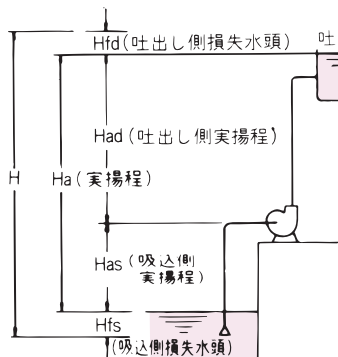 Hfd(吐出し側損失水頭)
吐
Had(吐出し側実揚程)
H
Ha(実揚程)
Has(吸込側
実揚程)
Hfs
(吸込側損失水頭)